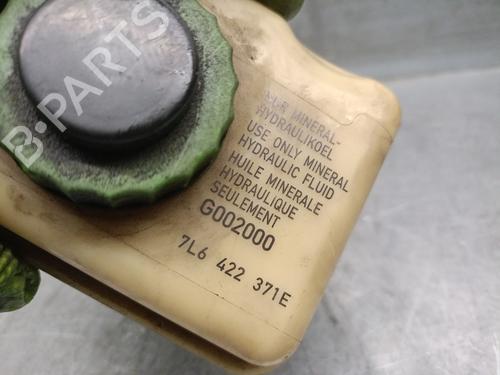 NUR MINERAL-
HYDRAULIKOEL
USE ONLY MINERAL
HYDRAULIC FLUID
HUILE MINERALE
HYDRAULIQUE
SEULEMENT
G002000
7L6 422 371E
B-PARTS